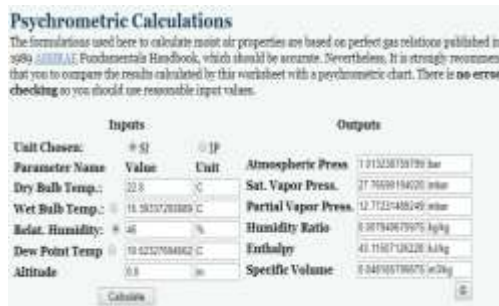 Psychrometric Calculations
The formulations used here to calculate moist air properties are based on perfect gas relations published in
1989 ASHRAE Fundamentals Handbook, which should be accurate. Nevertheless, It is strongly recommen
that you to compare the results calculated by this worksheet with a psychrometric chart. There is no error
checking so you should use reasonable input values.
Inputs Outputs
Unit Chosen: SI IP
Parameter Name Value Unit
Atmospheric Press bar
Dry Bulb Temp.: 22.8 C
Sat. Vapor Press. mbar
Wet Bulb Temp.: C
Partial Vapor Press. mbar
Relat. Humidity: 46 %
Humidity Ratio kg/kg
Dew Point Temp C
Enthalpy kJ/kg
Altitude 0.0 m
Specific Volume m3/kg
Calculate